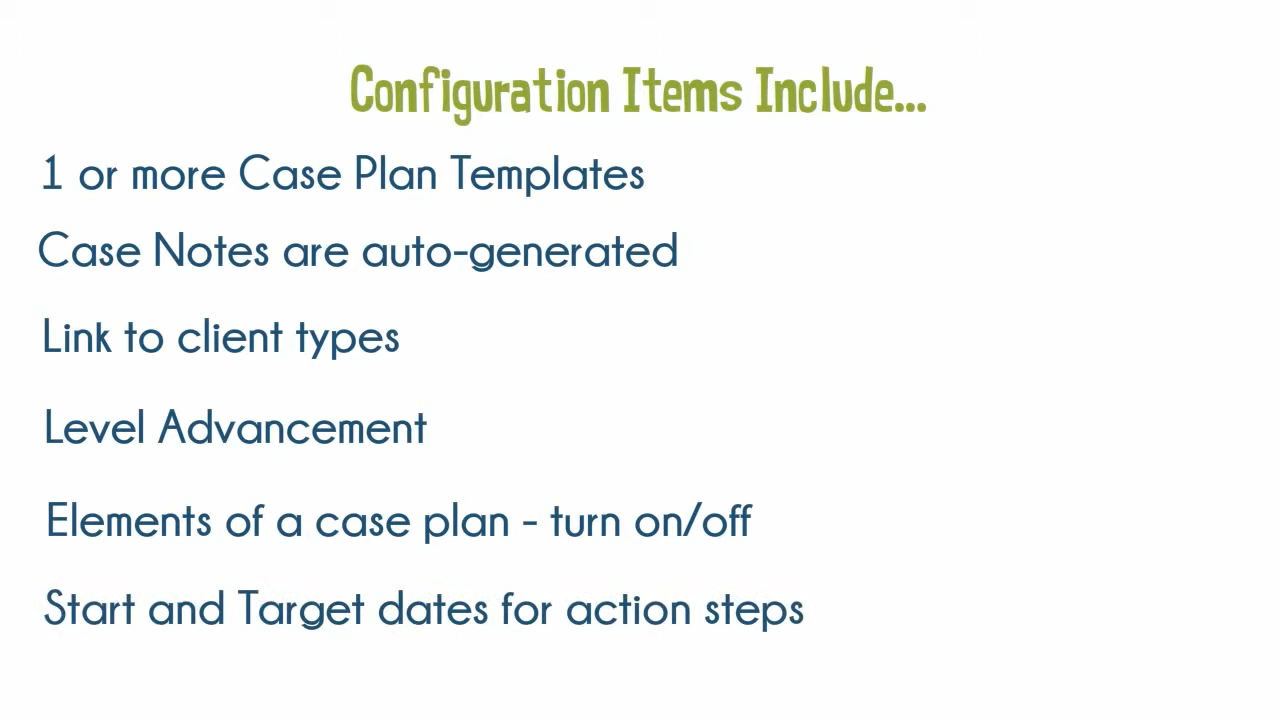 Configuration Items Include...
1 or more Case Plan Templates
Case Notes are auto-generated
Link to client types
Level Advancement
Elements of a case plan - turn on/off
Start and Target dates for action steps